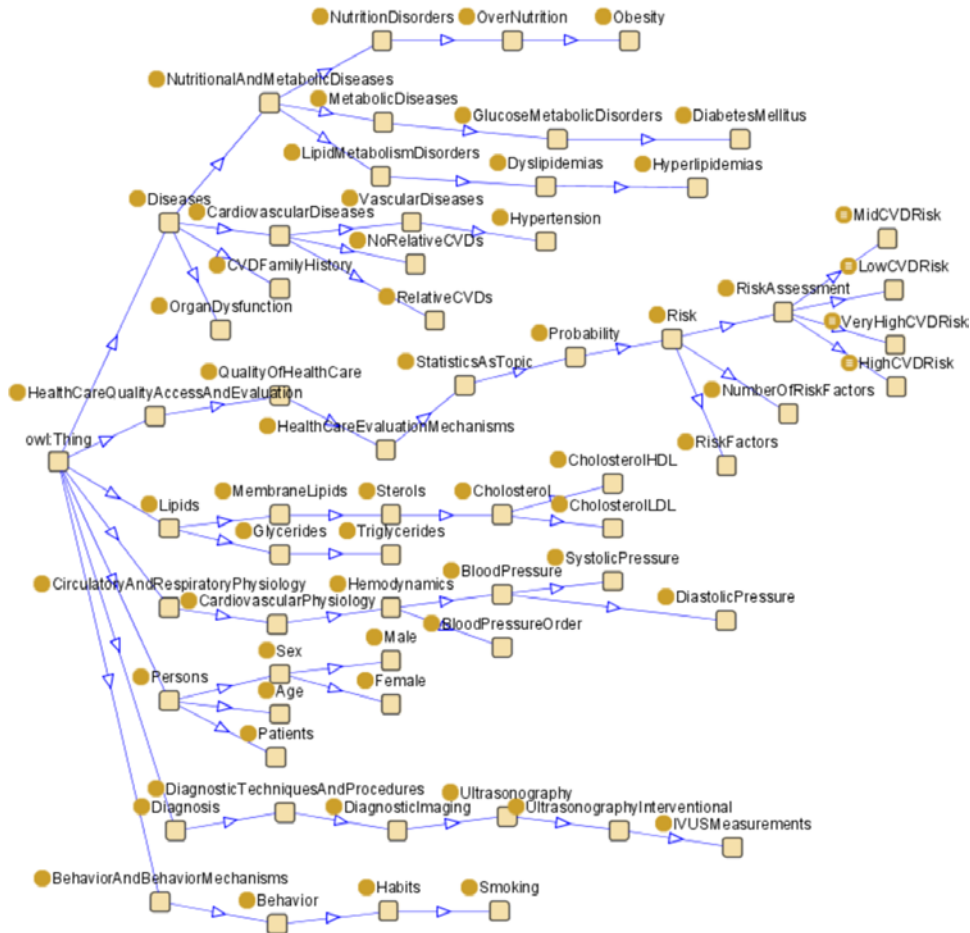 NutritionDisorders
OverNutrition
Obesity
NutritionalAndMetabolicDiseases
MetabolicDiseases
GlucoseMetabolicDisorders
DiabetesMellitus
LipidMetabolismDisorders
Dyslipidemias
Hyperlipidemias
Diseases
CardiovascularDiseases
VascularDiseases
Hypertension
NoRelativeCVDs
CVDFamilyHistory
RelativeCVDs
OrganDysfunction
MidCVDRisk
LowCVDRisk
RiskAssessment
VeryHighCVDRisk
HighCVDRisk
Risk
Probability
StatisticsAsTopic
QualityOfHealthCare
HealthCareQualityAccessAndEvaluation
HealthCareEvaluationMechanisms
NumberOfRiskFactors
RiskFactors
owl:Thing
Lipids
MembraneLipids
Sterols
Cholosterol
CholosterolHDL
CholosterolLDL
Glycerides
Triglycerides
CirculatoryAndRespiratoryPhysiology
CardiovascularPhysiology
Hemodynamics
BloodPressure
SystolicPressure
DiastolicPressure
BloodPressureOrder
Persons
Sex
Male
Female
Age
Patients
DiagnosticTechniquesAndProcedures
Diagnosis
DiagnosticImaging
Ultrasonography
UltrasonographyInterventional
IVUSMeasurements
BehaviorAndBehaviorMechanisms
Behavior
Habits
Smoking